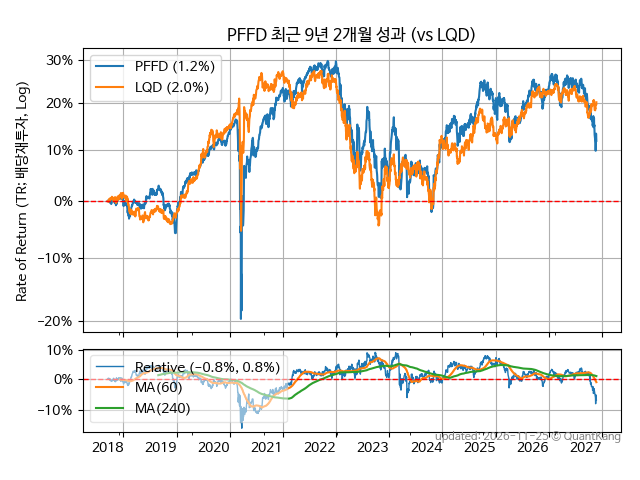 PFFD 최근 9년 2개월 성과 (vs LQD)
Rate of Return (TR: 배당재투자, Log)
30%
20%
10%
0%
−10%
−20%
PFFD (1.2%)
LQD (2.0%)
10%
0%
−10%
Relative (−0.8%, 0.8%)
MA(60)
MA(240)
updated: 2026-11-25 © QuantKang
2018 2019 2020 2021 2022 2023 2024 2025 2026 2027